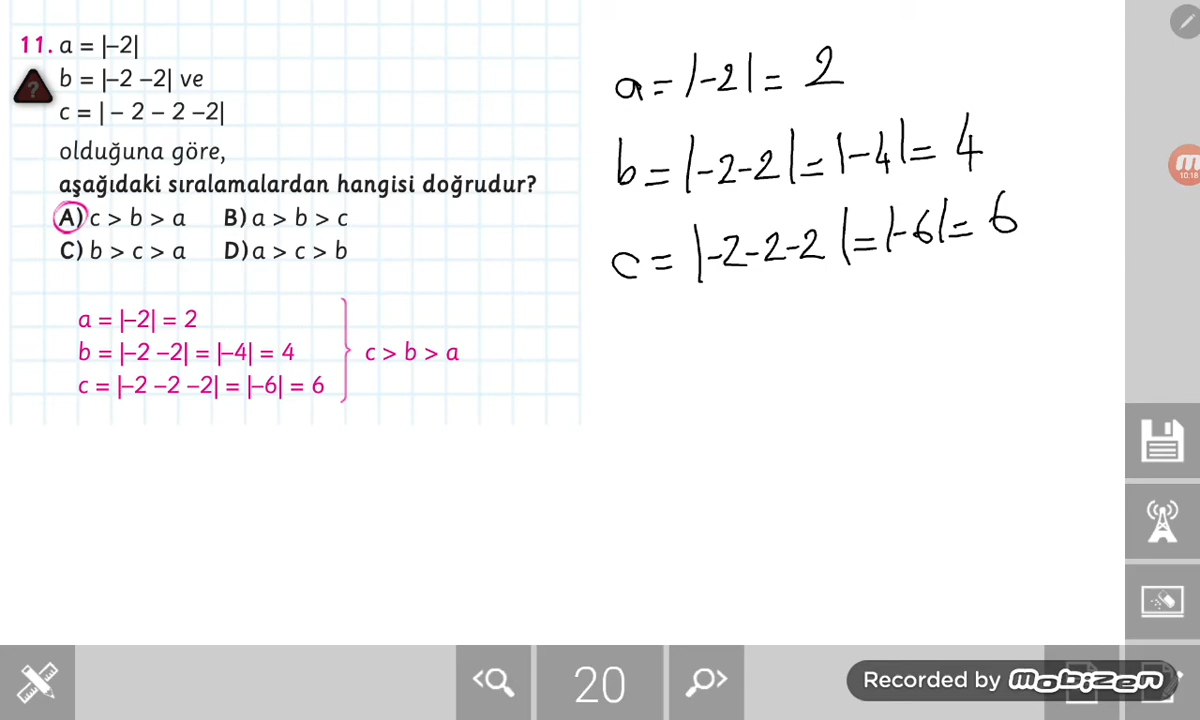 11. a = |–2|
b = |–2 –2| ve
c = | – 2 – 2 –2|
olduğuna göre,
aşağıdaki sıralamalardan hangisi doğrudur?
A) c > b > a B) a > b > c
C) b > c > a D) a > c > b
a = |–2| = 2
b = |–2 –2| = |–4| = 4
c = |–2 –2 –2| = |–6| = 6
c > b > a
a = |-2| = 2
b = |-2-2| = |-4| = 4
c = |-2-2-2| = |-6| = 6
?
m
10:18
< >
20
Recorded by mobizen